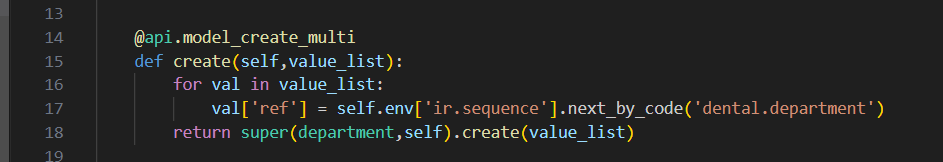 13
14 @api.model_create_multi
15 def create(self,value_list):
16 for val in value_list:
17 val['ref'] = self.env['ir.sequence'].next_by_code('dental.department')
18 return super(department,self).create(value_list)
19